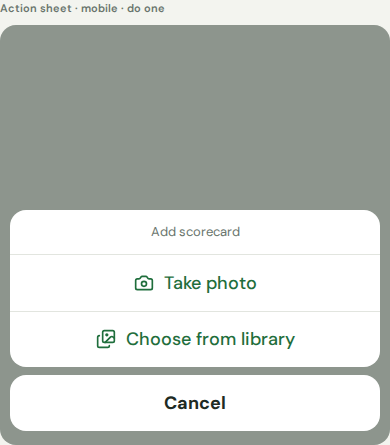 Action sheet · mobile · do one
Add scorecard
Take photo
Choose from library
Cancel